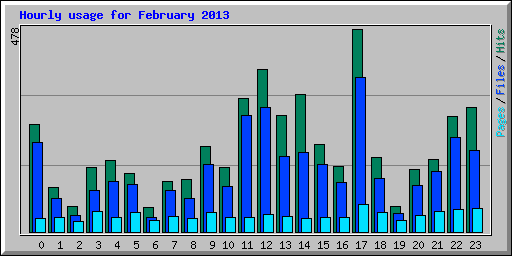 Hourly usage for February 2013
478
Pages/Files/Hits
0 1 2 3 4 5 6 7 8 9 10 11 12 13 14 15 16 17 18 19 20 21 22 23